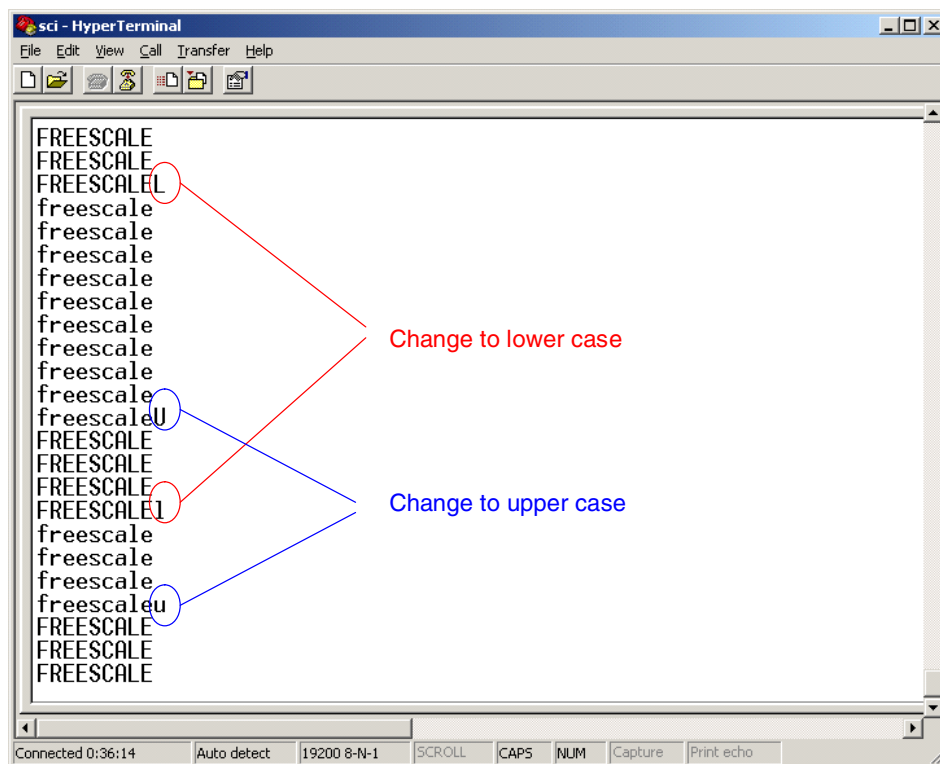 sci - HyperTerminal
File Edit View Call Transfer Help
FREESCALE
FREESCALE
FREESCALEL
freescale
freescale
freescale
freescale
freescale
freescale
freescale
freescale
freescale
freescaleU
FREESCALE
FREESCALE
FREESCALE
FREESCALEl
freescale
freescale
freescale
freescaleu
FREESCALE
FREESCALE
FREESCALE
Change to lower case
Change to upper case
Connected 0:36:14 Auto detect 19200 8-N-1 SCROLL CAPS NUM Capture Print echo